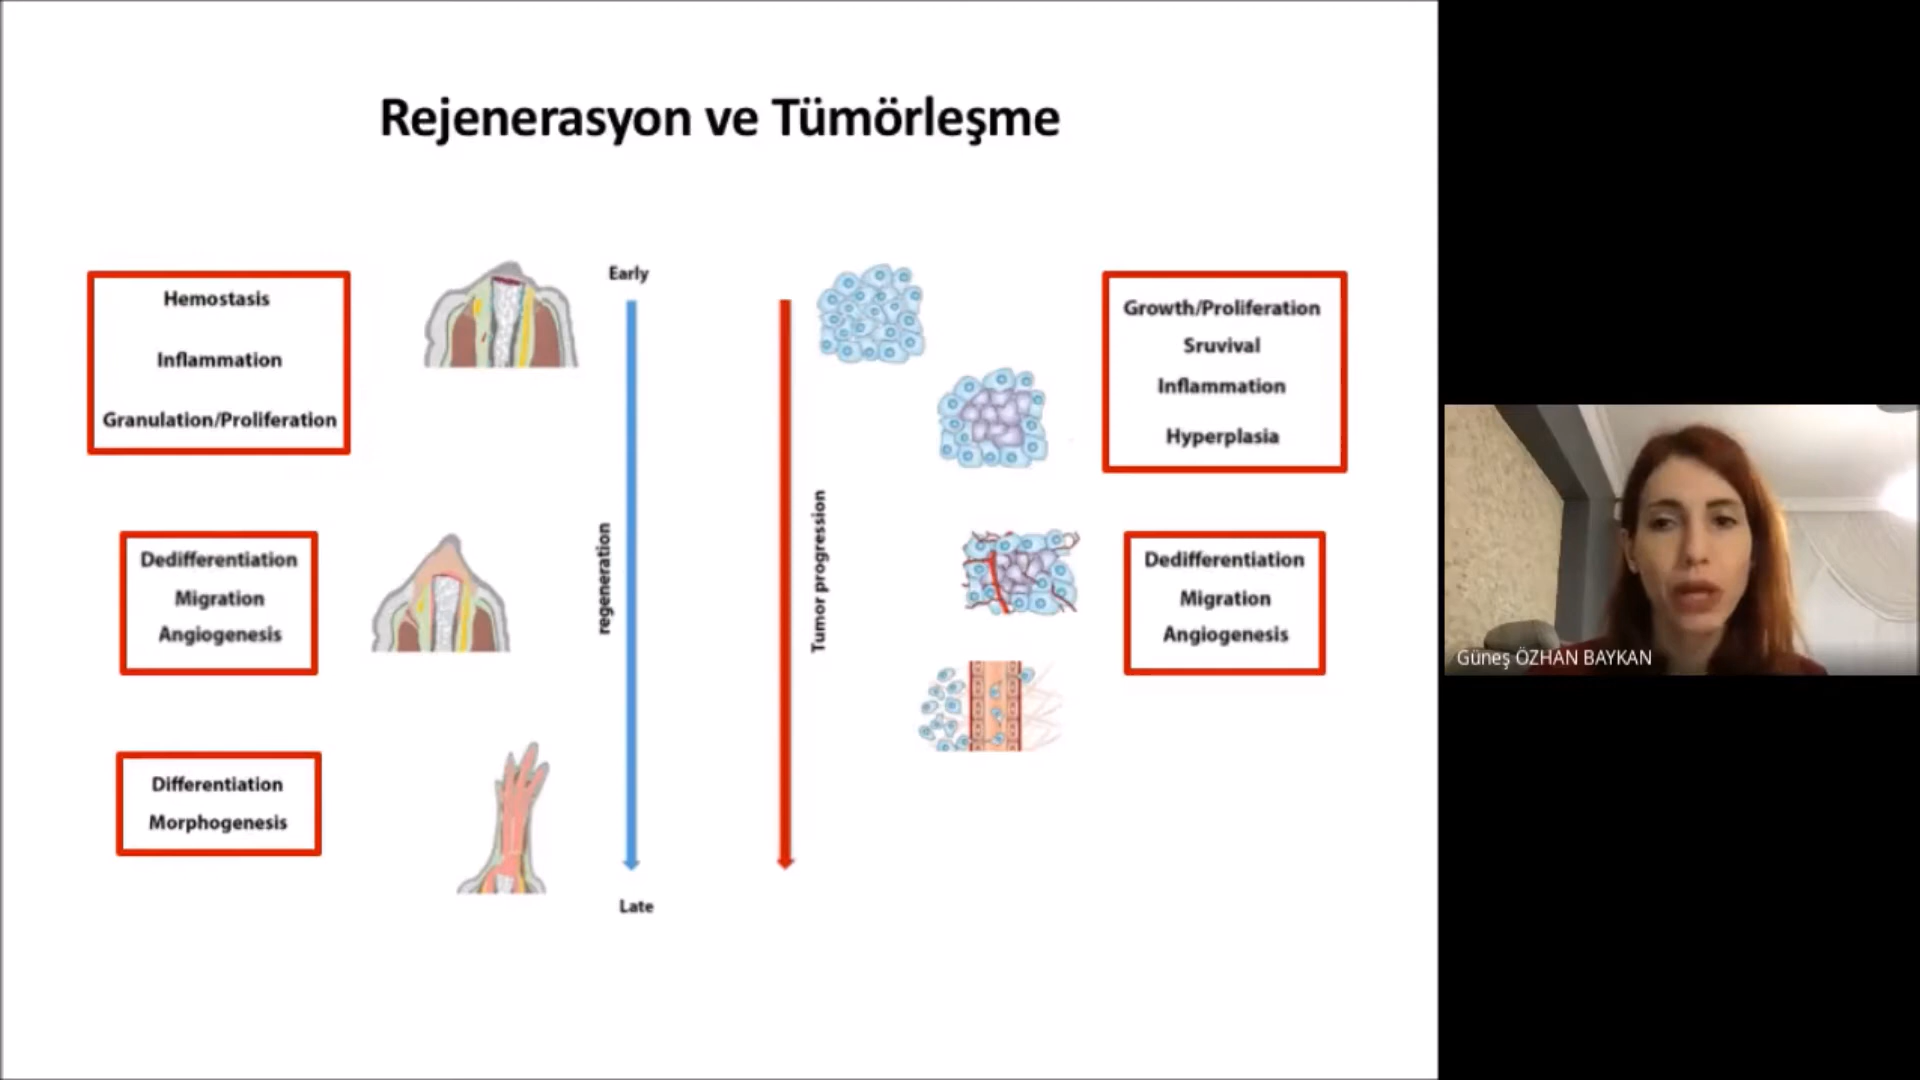 Rejenerasyon ve Tümörleşme
Hemostasis
Inflammation
Granulation/Proliferation
Dedifferentiation
Migration
Angiogenesis
Differentiation
Morphogenesis
Early
regeneration
Late
Tumor progression
Growth/Proliferation
Sruvival
Inflammation
Hyperplasia
Dedifferentiation
Migration
Angiogenesis
Güneş ÖZHAN BAYKAN